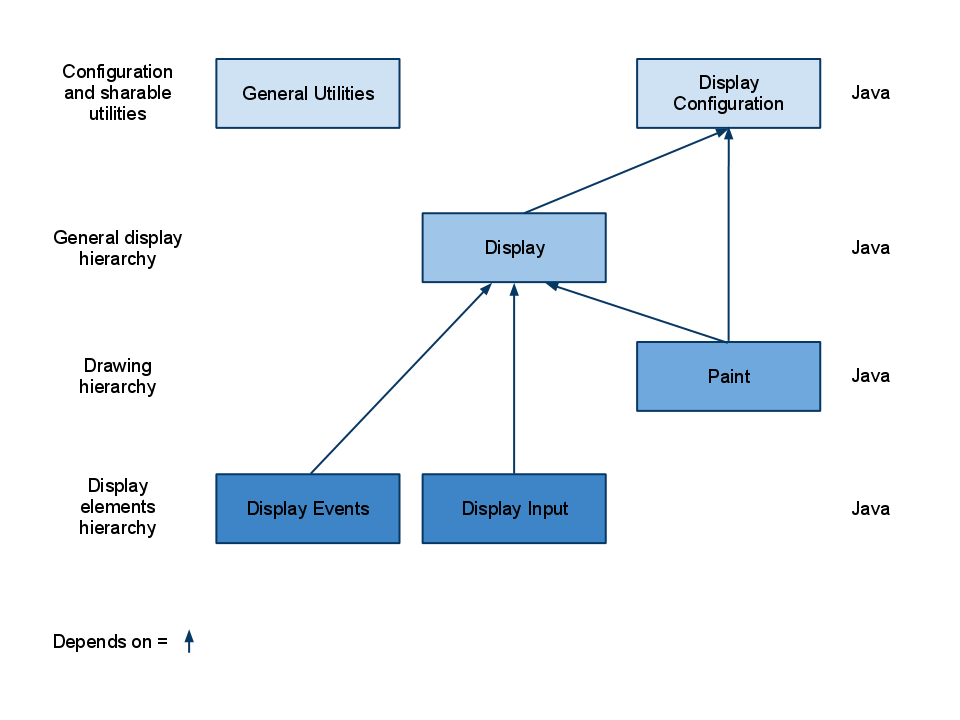 Configuration
and sharable
utilities
General Utilities
Display
Configuration
Java
General display
hierarchy
Display
Java
Drawing
hierarchy
Paint
Java
Display
elements
hierarchy
Display Events
Display Input
Java
Depends on =